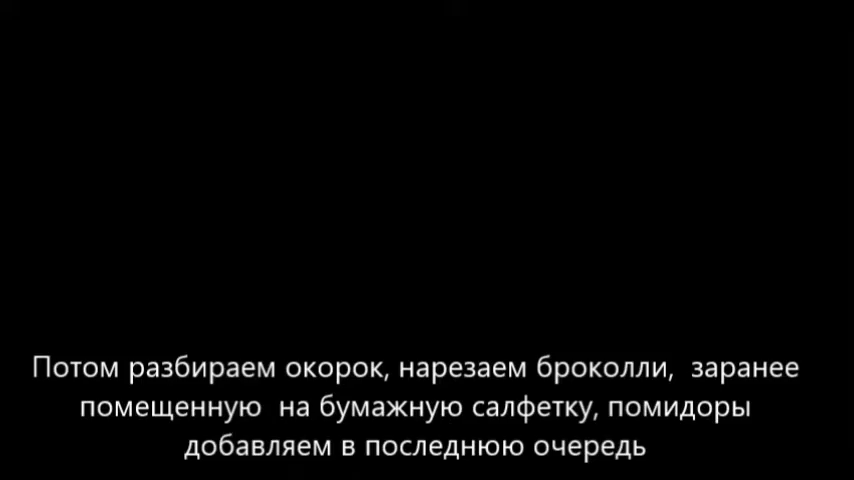 Потом разбираем окорок, нарезаем броколли,  заранее
помещенную  на бумажную салфетку, помидоры
добавляем в последнюю очередь